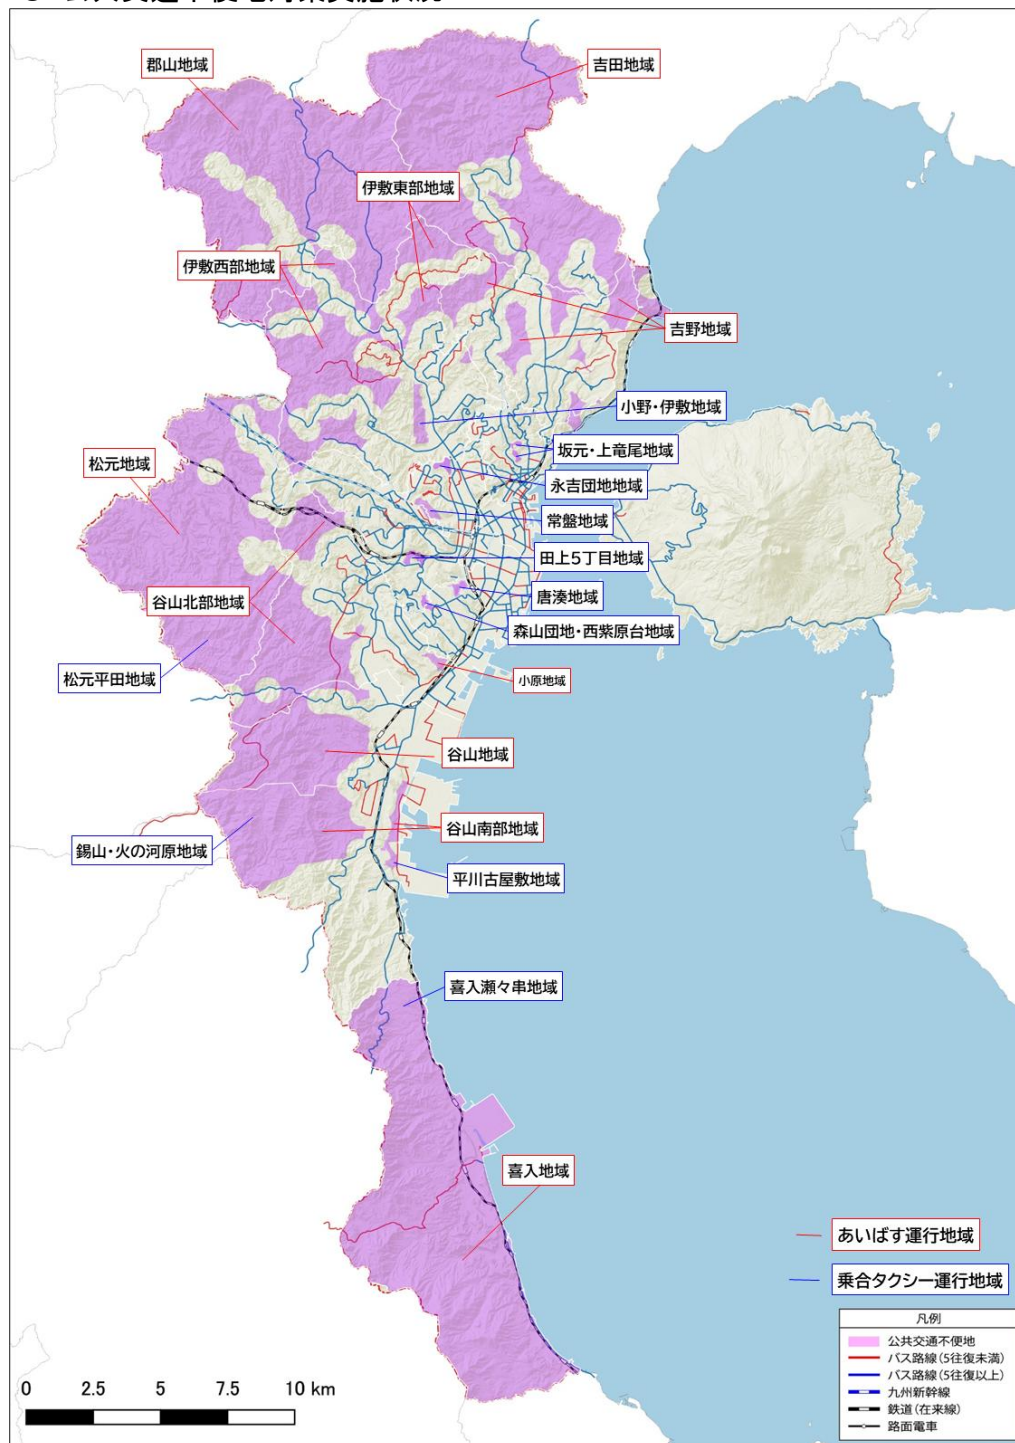 郡山地域
吉田地域
伊敷東部地域
伊敷西部地域
吉野地域
小野・伊敷地域
坂元・上竜尾地域
松元地域
永吉団地地域
常盤地域
田上5丁目地域
唐湊地域
谷山北部地域
森山団地・西紫原台地域
松元平田地域
小原地域
谷山地域
谷山南部地域
錫山・火の河原地域
平川古屋敷地域
喜入瀬々串地域
喜入地域
あいばす運行地域
乗合タクシー運行地域
凡例
公共交通不便地
バス路線(5往復未満)
バス路線(5往復以上)
九州新幹線
鉄道(在来線)
路面電車
0 2.5 5 7.5 10 km